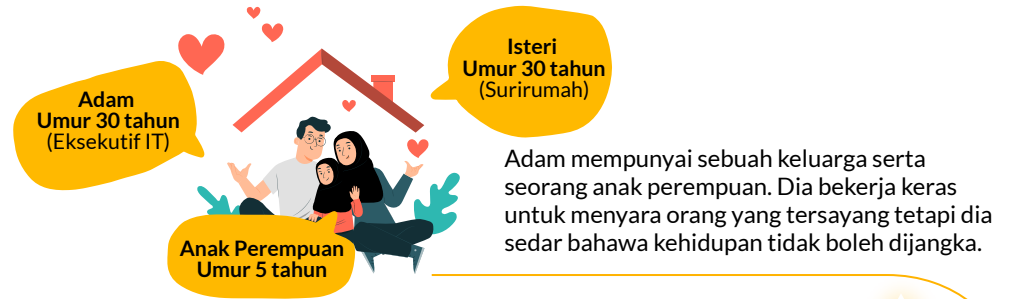 Isteri
Umur 30 tahun
(Surirumah)
Adam
Umur 30 tahun
(Eksekutif IT)
Adam mempunyai sebuah keluarga serta
seorang anak perempuan. Dia bekerja keras
untuk menyara orang yang tersayang tetapi dia
sedar bahawa kehidupan tidak boleh dijangka.
Anak Perempuan
Umur 5 tahun